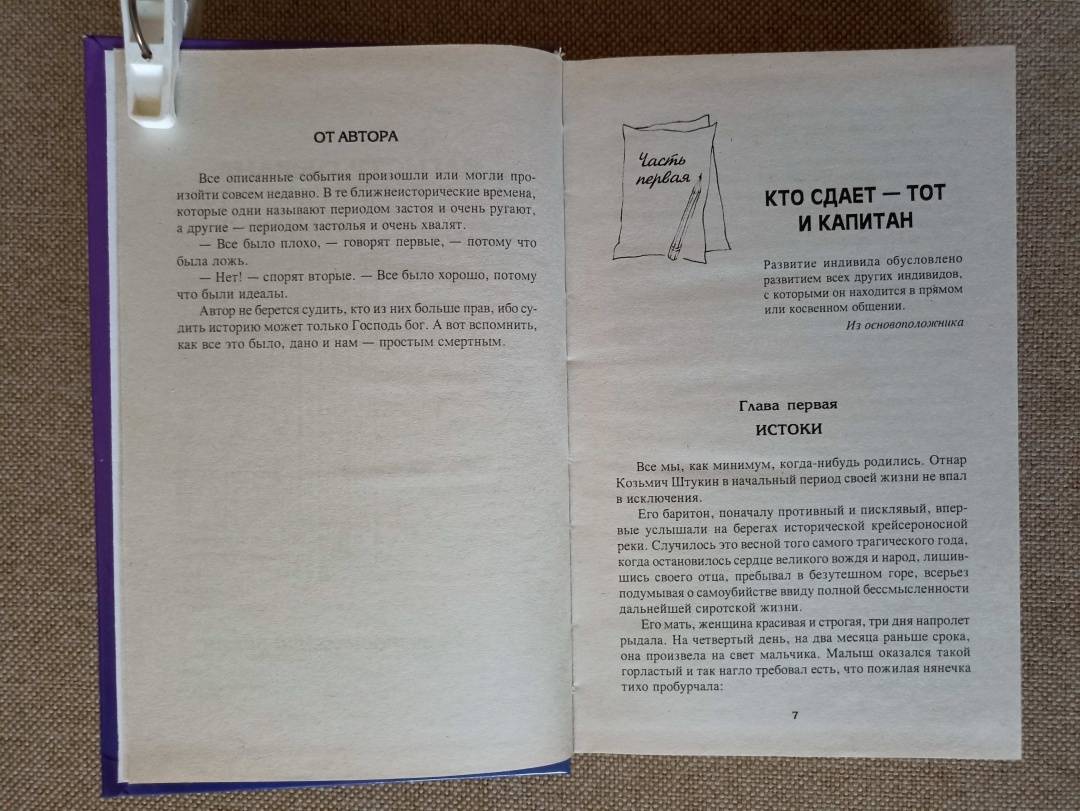 ОТ АВТОРА
Все описанные события произошли или могли про-
изойти совсем недавно. В те ближнеисторические времена,
которые одни называют периодом застоя и очень ругают,
а другие — периодом застолья и очень хвалят.
— Все было плохо, — говорят первые, — потому что
была ложь.
— Нет! — спорят вторые. — Все было хорошо, потому
что были идеалы.
Автор не берется судить, кто из них больше прав, ибо су-
дить историю может только Господь бог. А вот вспомнить,
как все это было, дано и нам — простым смертным.
Часть
первая
КТО СДАЕТ — ТОТ
И КАПИТАН
Развитие индивида обусловлено
развитием всех других индивидов,
с которыми он находится в прямом
или косвенном общении.
Из основоположника
Глава первая
ИСТОКИ
Все мы, как минимум, когда-нибудь родились. Отнар
Козьмич Штукин в начальный период своей жизни не впал
в исключения.
Его баритон, поначалу противный и писклявый, впер-
вые услышали на берегах исторической крейсероносной
реки. Случилось это весной того самого трагического года,
когда остановилось сердце великого вождя и народ, лишив-
шись своего отца, пребывал в безутешном горе, всерьез
подумывая о самоубийстве ввиду полной бессмысленности
дальнейшей сиротской жизни.
Его мать, женщина красивая и строгая, три дня напролет
рыдала. На четвертый день, на два месяца раньше срока,
она произвела на свет мальчика. Малыш оказался такой
горластый и так нагло требовал есть, что пожилая нянечка
тихо пробурчала:
7